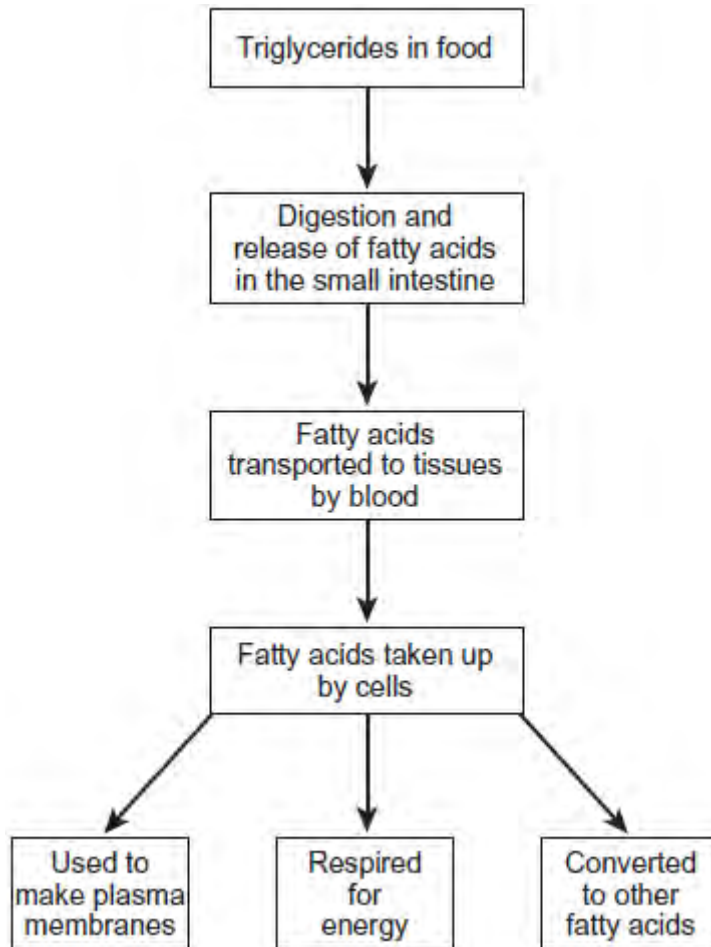 Triglycerides in food
Digestion and
release of fatty acids
in the small intestine
Fatty acids
transported to tissues
by blood
Fatty acids taken up
by cells
Used to
make plasma
membranes
Respired
for
energy
Converted
to other
fatty acids